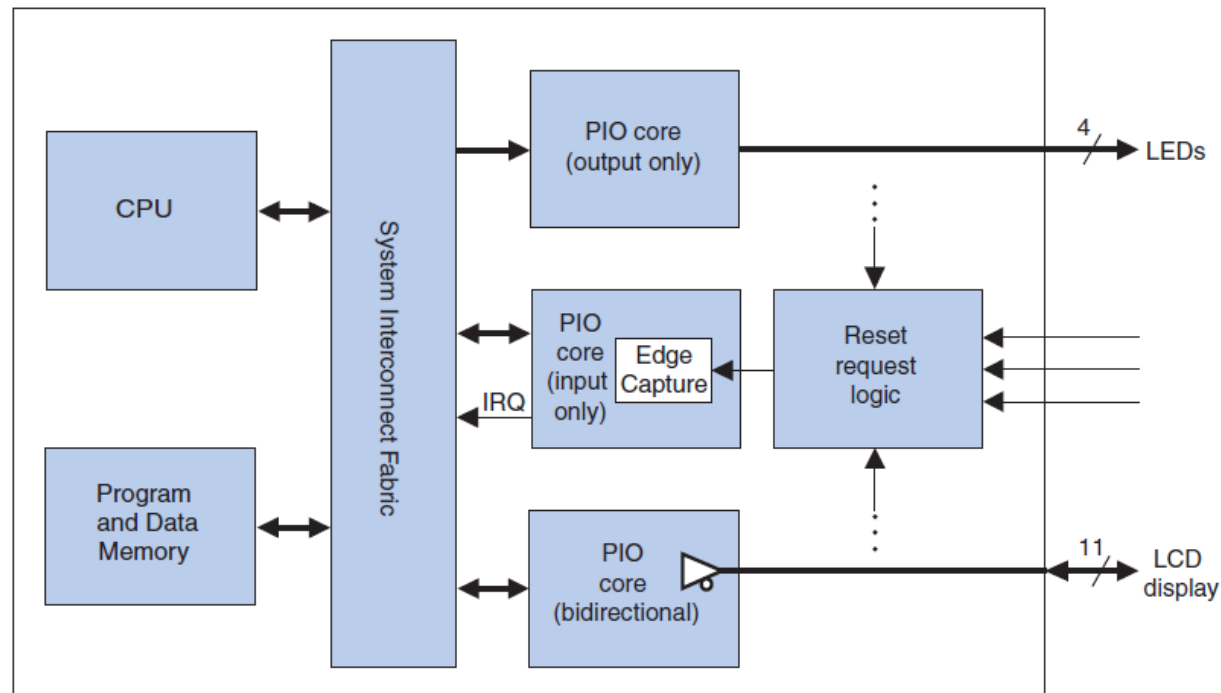 CPU
Program
and Data
Memory
System Interconnect Fabric
PIO core
(output only)
4
LEDs
PIO
core
(input
only)
Edge
Capture
IRQ
Reset
request
logic
PIO
core
(bidirectional)
11
LCD
display